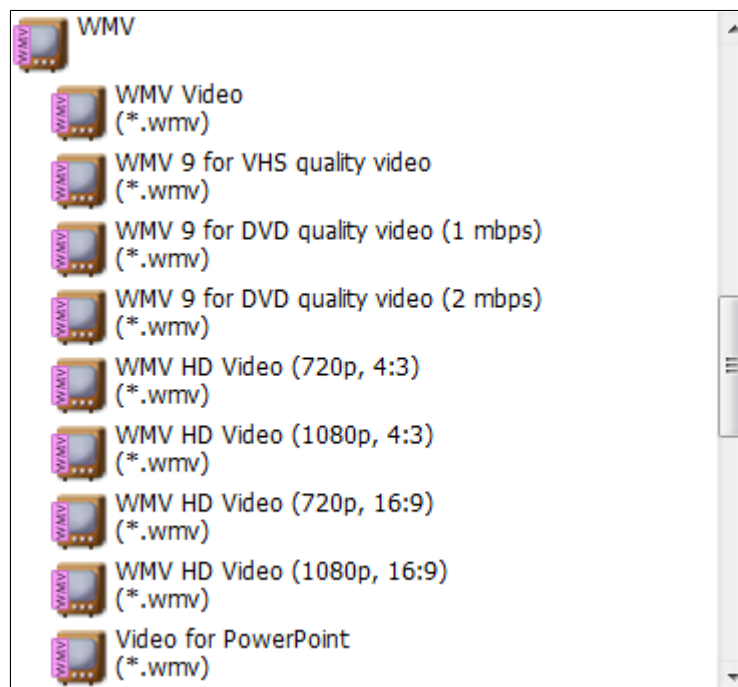 WMV
WMV Video
(*.wmv)
WMV 9 for VHS quality video
(*.wmv)
WMV 9 for DVD quality video (1 mbps)
(*.wmv)
WMV 9 for DVD quality video (2 mbps)
(*.wmv)
WMV HD Video (720p, 4:3)
(*.wmv)
WMV HD Video (1080p, 4:3)
(*.wmv)
WMV HD Video (720p, 16:9)
(*.wmv)
WMV HD Video (1080p, 16:9)
(*.wmv)
Video for PowerPoint
(*.wmv)